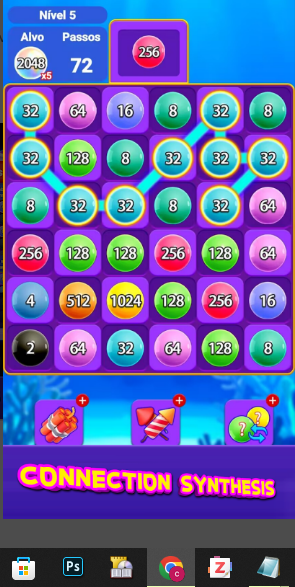 Nível 5
Alvo Passos
2048 x5 72 256
32 64 16 8 32 8
32 128 8 32 32 32
8 32 32 8 32 64
256 128 128 256 128 64
4 512 1024 128 256 16
2 64 32 64 128 8
+ + +
? ?
CONNECTION SYNTHESIS
Ps C Z